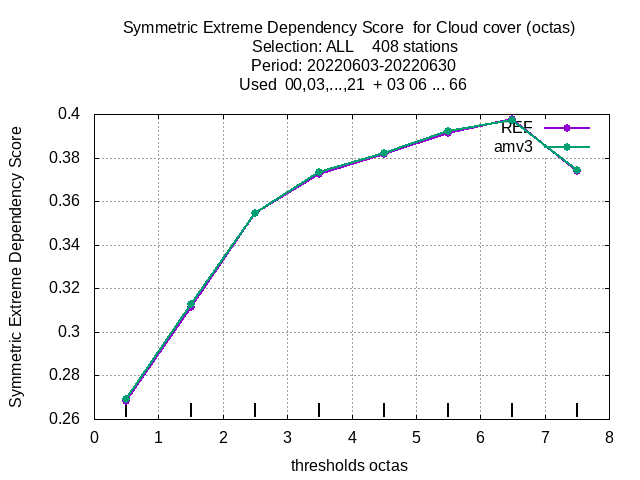 Symmetric Extreme Dependency Score  for Cloud cover (octas)
Selection: ALL    408 stations
Period: 20220603-20220630
Used  00,03,...,21  + 03 06 ... 66
Symmetric Extreme Dependency Score
0.4
0.38
0.36
0.34
0.32
0.3
0.28
0.26
REF
amv3
0 1 2 3 4 5 6 7 8
thresholds octas